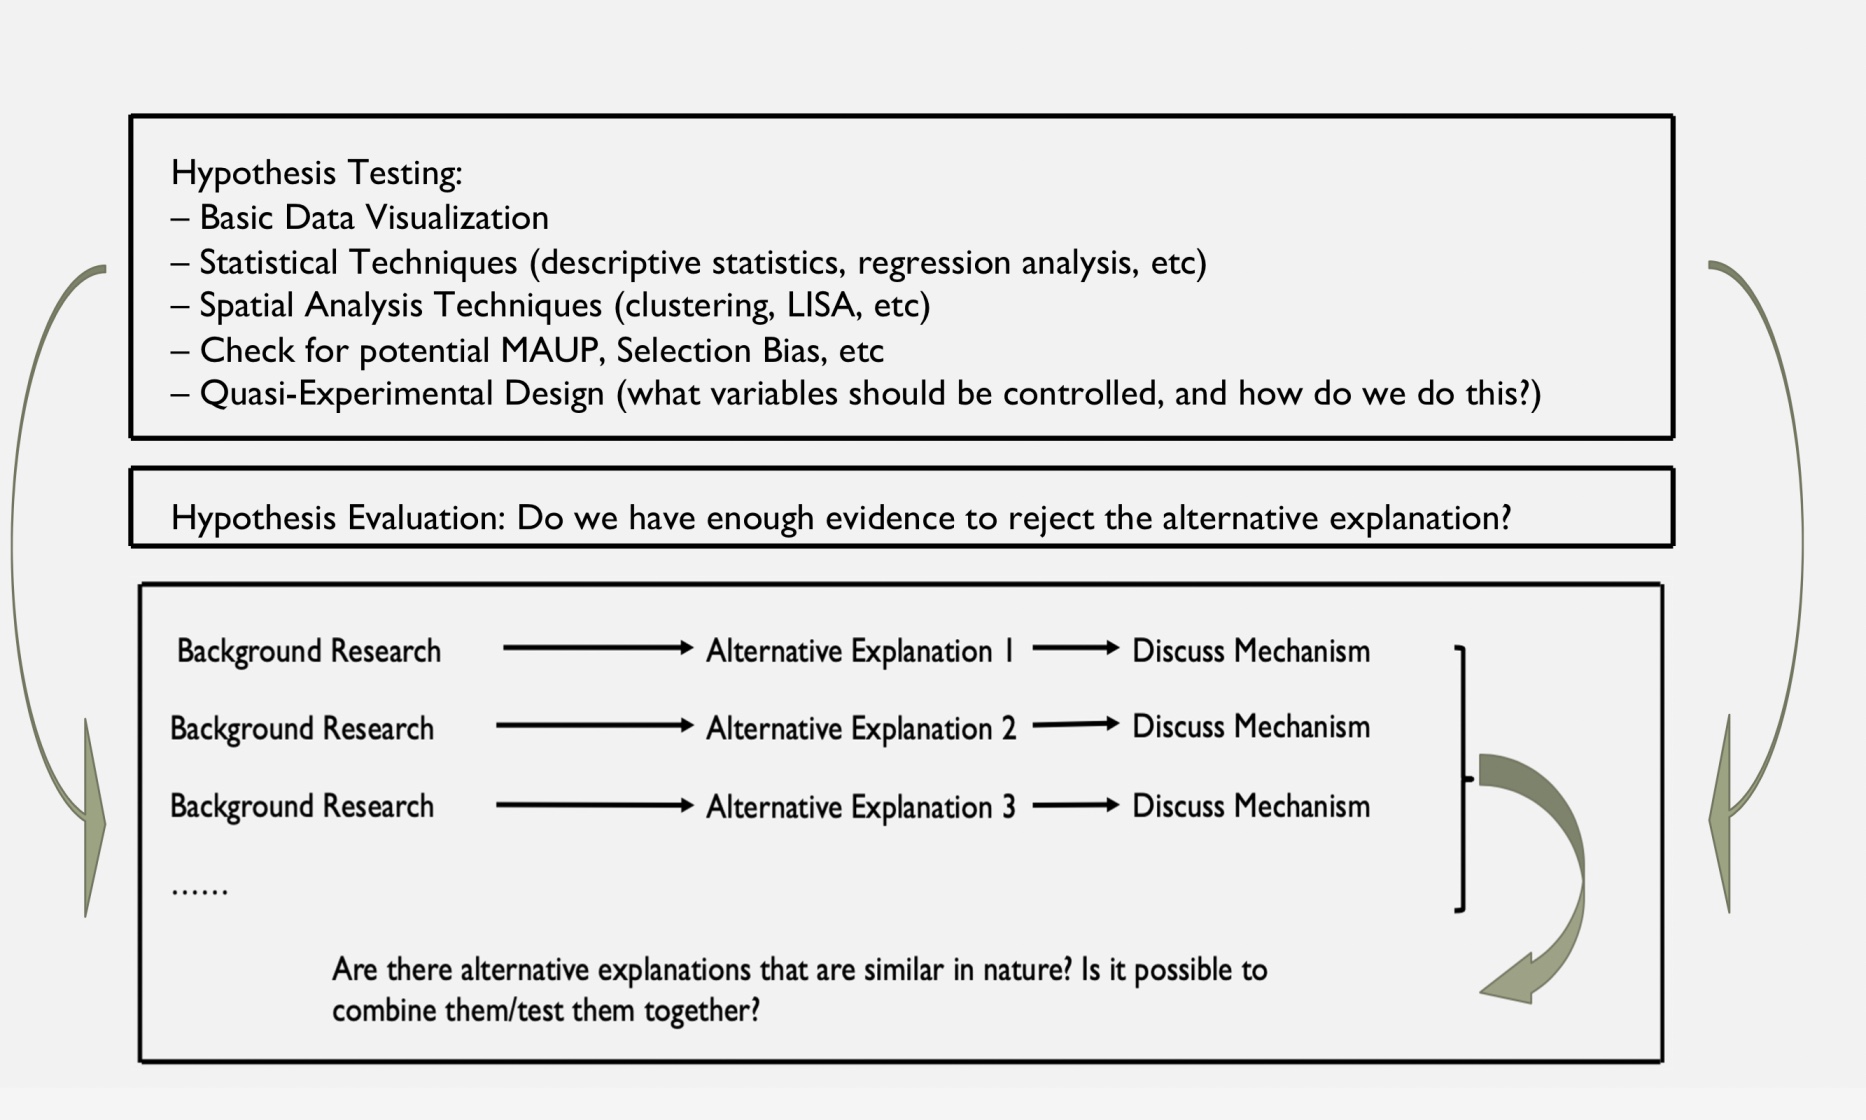 Hypothesis Testing:
– Basic Data Visualization
– Statistical Techniques (descriptive statistics, regression analysis, etc)
– Spatial Analysis Techniques (clustering, LISA, etc)
– Check for potential MAUP, Selection Bias, etc
– Quasi-Experimental Design (what variables should be controlled, and how do we do this?)
Hypothesis Evaluation: Do we have enough evidence to reject the alternative explanation?
Background Research Alternative Explanation 1 Discuss Mechanism
Background Research Alternative Explanation 2 Discuss Mechanism
Background Research Alternative Explanation 3 Discuss Mechanism
......
Are there alternative explanations that are similar in nature? Is it possible to
combine them/test them together?